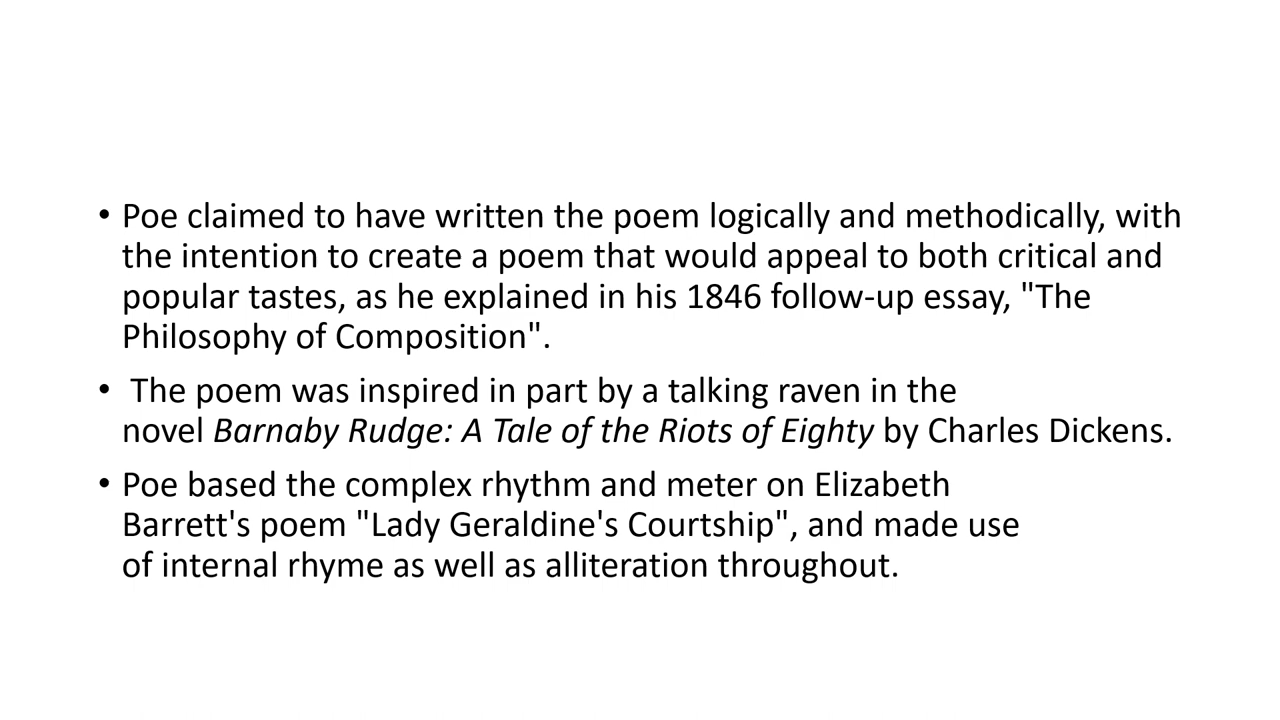 • Poe claimed to have written the poem logically and methodically, with
the intention to create a poem that would appeal to both critical and
popular tastes, as he explained in his 1846 follow-up essay, "The
Philosophy of Composition".
• The poem was inspired in part by a talking raven in the
novel Barnaby Rudge: A Tale of the Riots of Eighty by Charles Dickens.
• Poe based the complex rhythm and meter on Elizabeth
Barrett's poem "Lady Geraldine's Courtship", and made use
of internal rhyme as well as alliteration throughout.